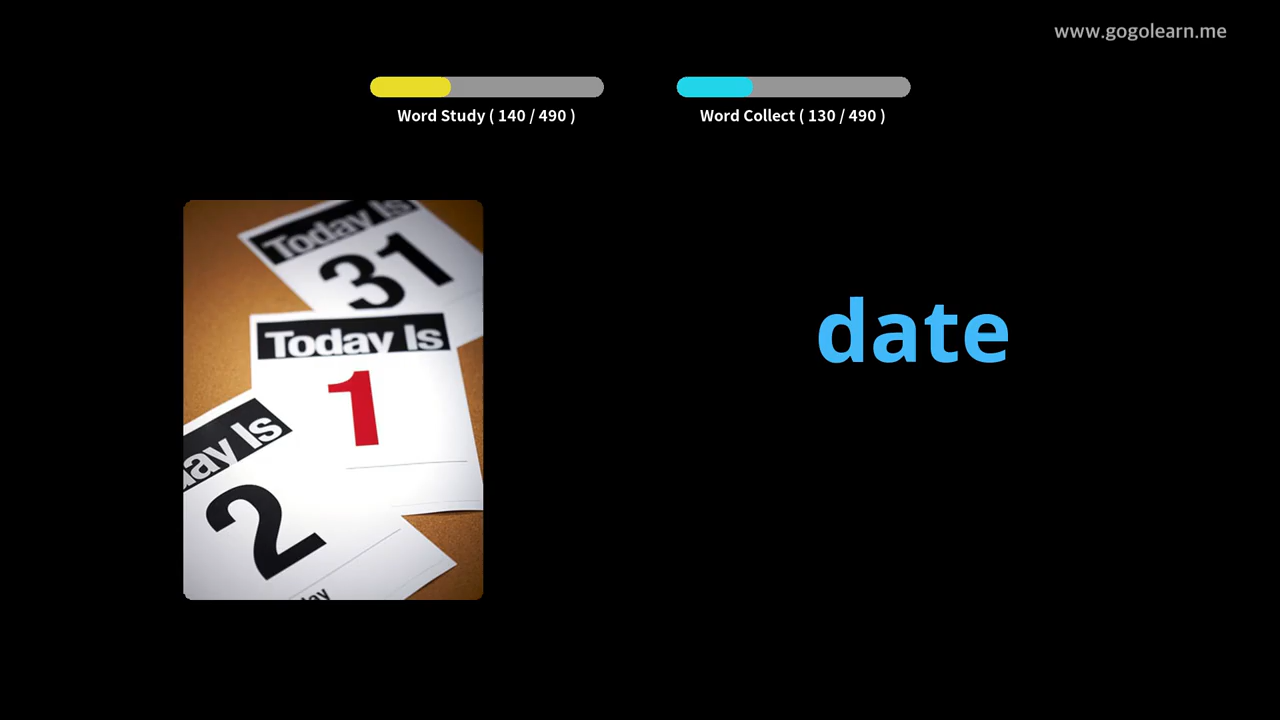 www.gogolearn.me
Word Study ( 140 / 490 )
Word Collect ( 130 / 490 )
Today Is
31
Today Is
1
ay Is
2
day
date